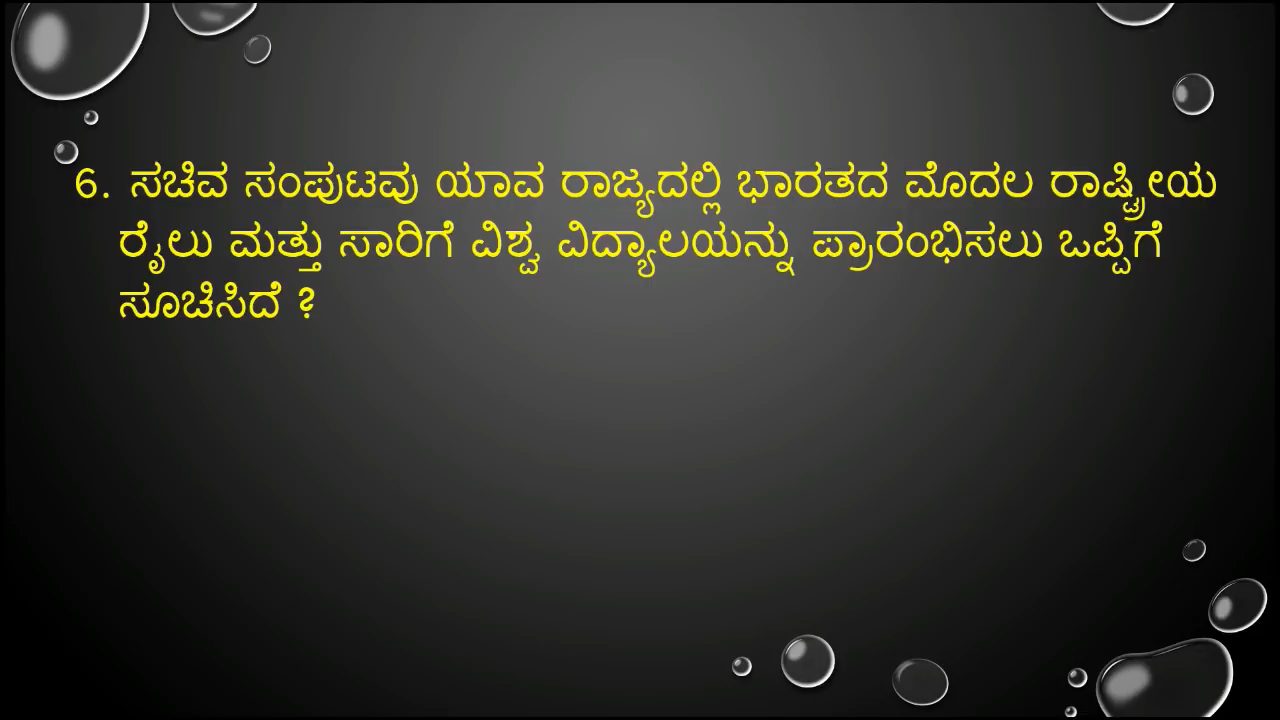 6. ಸಚಿವ ಸಂಪುಟವು ಯಾವ ರಾಜ್ಯದಲ್ಲಿ ಭಾರತದ ಮೊದಲ ರಾಷ್ಟ್ರೀಯ
ರೈಲು ಮತ್ತು ಸಾರಿಗೆ ವಿಶ್ವ ವಿದ್ಯಾಲಯನ್ನು ಪ್ರಾರಂಭಿಸಲು ಒಪ್ಪಿಗೆ
ಸೂಚಿಸಿದೆ ?